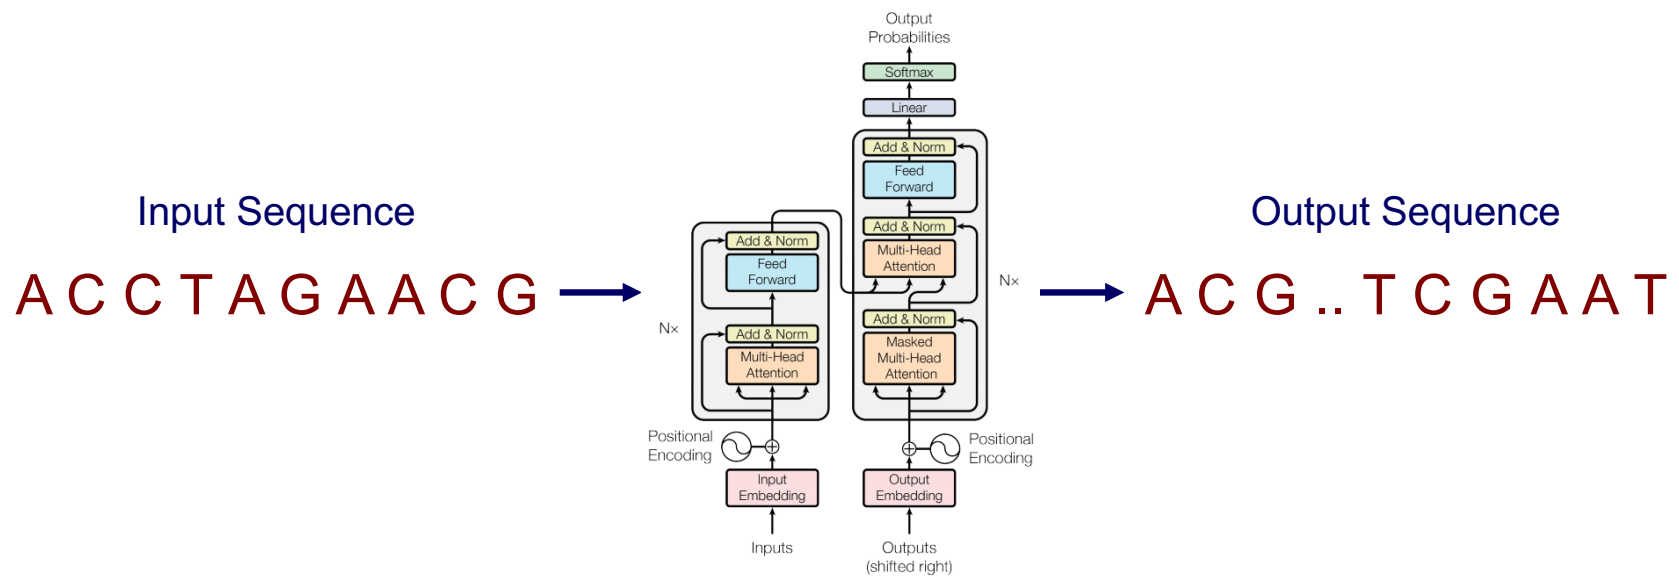 Input Sequence
A C C T A G A A C G
Output
Probabilities
Softmax
Linear
Add & Norm
Feed
Forward
Add & Norm
Multi-Head
Attention
Nx
Add & Norm
Masked
Multi-Head
Attention
Positional
Encoding
Output
Embedding
Outputs
(shifted right)
Add & Norm
Feed
Forward
Nx
Add & Norm
Multi-Head
Attention
Positional
Encoding
Input
Embedding
Inputs
Output Sequence
A C G .. T C G A A T